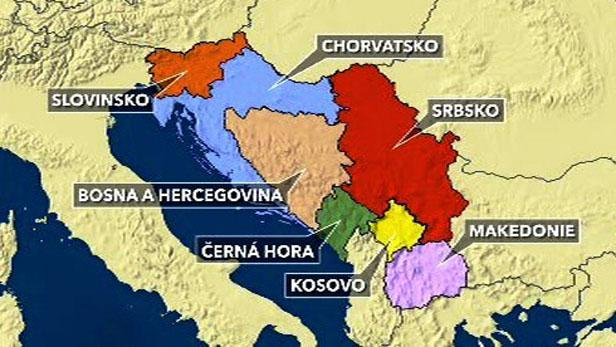 CHORVATSKO
SLOVINSKO
SRBSKO
BOSNA A HERCEGOVINA
ČERNÁ HORA
MAKEDONIE
KOSOVO